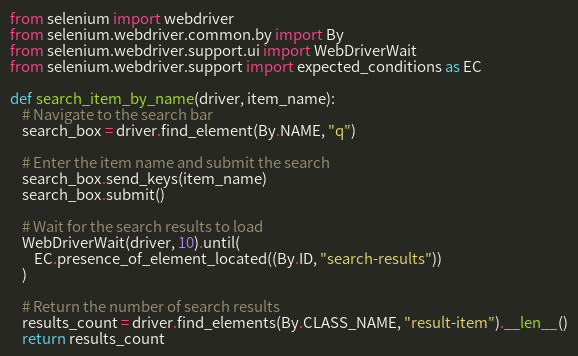 from selenium import webdriver
from selenium.webdriver.common.by import By
from selenium.webdriver.support.ui import WebDriverWait
from selenium.webdriver.support import expected_conditions as EC

def search_item_by_name(driver, item_name):
    # Navigate to the search bar
    search_box = driver.find_element(By.NAME, "q")

    # Enter the item name and submit the search
    search_box.send_keys(item_name)
    search_box.submit()

    # Wait for the search results to load
    WebDriverWait(driver, 10).until(
        EC.presence_of_element_located((By.ID, "search-results"))
    )

    # Return the number of search results
    results_count = driver.find_elements(By.CLASS_NAME, "result-item").__len__()
    return results_count